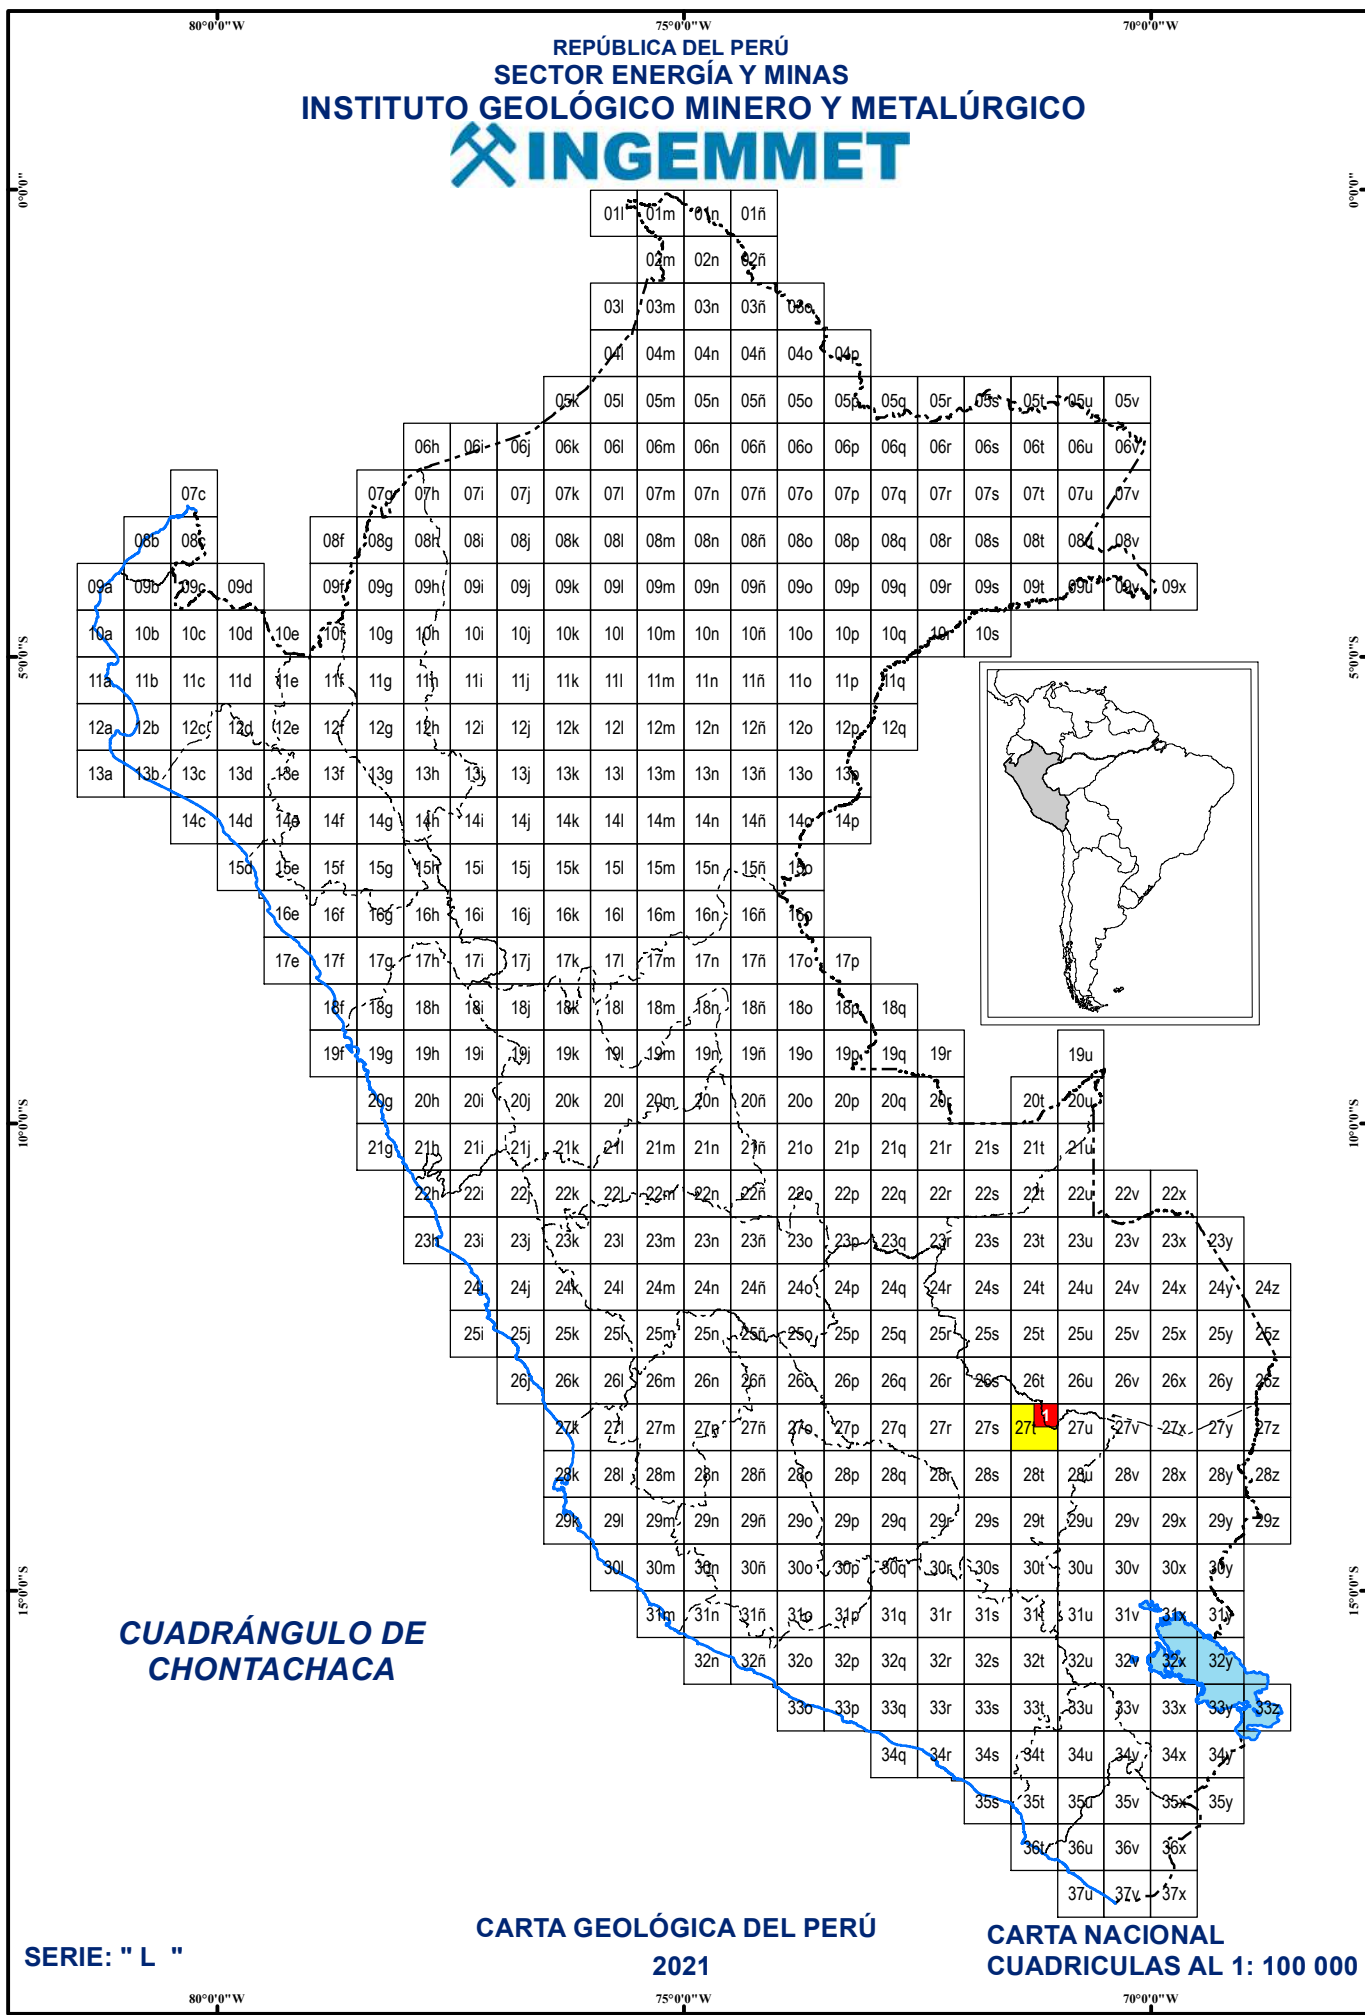 80°0'0"W 75°0'0"W 70°0'0"W
REPÚBLICA DEL PERÚ
SECTOR ENERGÍA Y MINAS
INSTITUTO GEOLÓGICO MINERO Y METALÚRGICO
INGEMMET
0°0'0" 0°0'0"
01l 01m 01n 01ñ
02m 02n 02ñ
03l 03m 03n 03ñ 03o
04l 04m 04n 04ñ 04o 04p
05k 05l 05m 05n 05ñ 05o 05p 05q 05r 05s 05t 05u 05v
06h 06i 06j 06k 06l 06m 06n 06ñ 06o 06p 06q 06r 06s 06t 06u 06v
07c 07g 07h 07i 07j 07k 07l 07m 07n 07ñ 07o 07p 07q 07r 07s 07t 07u 07v
08b 08c 08f 08g 08h 08i 08j 08k 08l 08m 08n 08ñ 08o 08p 08q 08r 08s 08t 08u 08v
09a 09b 09c 09d 09f 09g 09h 09i 09j 09k 09l 09m 09n 09ñ 09o 09p 09q 09r 09s 09t 09u 09v 09x
10a 10b 10c 10d 10e 10f 10g 10h 10i 10j 10k 10l 10m 10n 10ñ 10o 10p 10q 10r 10s
5°0'0"S 5°0'0"S
11a 11b 11c 11d 11e 11f 11g 11h 11i 11j 11k 11l 11m 11n 11ñ 11o 11p 11q
12a 12b 12c 12d 12e 12f 12g 12h 12i 12j 12k 12l 12m 12n 12ñ 12o 12p 12q
13a 13b 13c 13d 13e 13f 13g 13h 13i 13j 13k 13l 13m 13n 13ñ 13o 13p
14c 14d 14e 14f 14g 14h 14i 14j 14k 14l 14m 14n 14ñ 14o 14p
15d 15e 15f 15g 15h 15i 15j 15k 15l 15m 15n 15ñ 15o
16e 16f 16g 16h 16i 16j 16k 16l 16m 16n 16ñ 16o
17e 17f 17g 17h 17i 17j 17k 17l 17m 17n 17ñ 17o 17p
18f 18g 18h 18i 18j 18k 18l 18m 18n 18ñ 18o 18p 18q
19f 19g 19h 19i 19j 19k 19l 19m 19n 19ñ 19o 19p 19q 19r 19u
20g 20h 20i 20j 20k 20l 20m 20n 20ñ 20o 20p 20q 20r 20t 20u
10°0'0"S 10°0'0"S
21g 21h 21i 21j 21k 21l 21m 21n 21ñ 21o 21p 21q 21r 21s 21t 21u
22h 22i 22j 22k 22l 22m 22n 22ñ 22o 22p 22q 22r 22s 22t 22u 22v 22x
23h 23i 23j 23k 23l 23m 23n 23ñ 23o 23p 23q 23r 23s 23t 23u 23v 23x 23y
24i 24j 24k 24l 24m 24n 24ñ 24o 24p 24q 24r 24s 24t 24u 24v 24x 24y 24z
25i 25j 25k 25l 25m 25n 25ñ 25o 25p 25q 25r 25s 25t 25u 25v 25x 25y 25z
26j 26k 26l 26m 26n 26ñ 26o 26p 26q 26r 26s 26t 26u 26v 26x 26y 26z
27k 27l 27m 27n 27ñ 27o 27p 27q 27r 27s 27t 1 27u 27v 27x 27y 27z
28k 28l 28m 28n 28ñ 28o 28p 28q 28r 28s 28t 28u 28v 28x 28y 28z
29k 29l 29m 29n 29ñ 29o 29p 29q 29r 29s 29t 29u 29v 29x 29y 29z
30l 30m 30n 30ñ 30o 30p 30q 30r 30s 30t 30u 30v 30x 30y
15°0'0"S 15°0'0"S
31m 31n 31ñ 31o 31p 31q 31r 31s 31t 31u 31v 31x 31y
32n 32ñ 32o 32p 32q 32r 32s 32t 32u 32v 32x 32y
33o 33p 33q 33r 33s 33t 33u 33v 33x 33y 33z
34q 34r 34s 34t 34u 34v 34x 34y
35s 35t 35u 35v 35x 35y
36t 36u 36v 36x
37u 37v 37x
CUADRÁNGULO DE
CHONTACHACA
SERIE: " L "
CARTA GEOLÓGICA DEL PERÚ
2021
CARTA NACIONAL
CUADRICULAS AL 1: 100 000
80°0'0"W 75°0'0"W 70°0'0"W